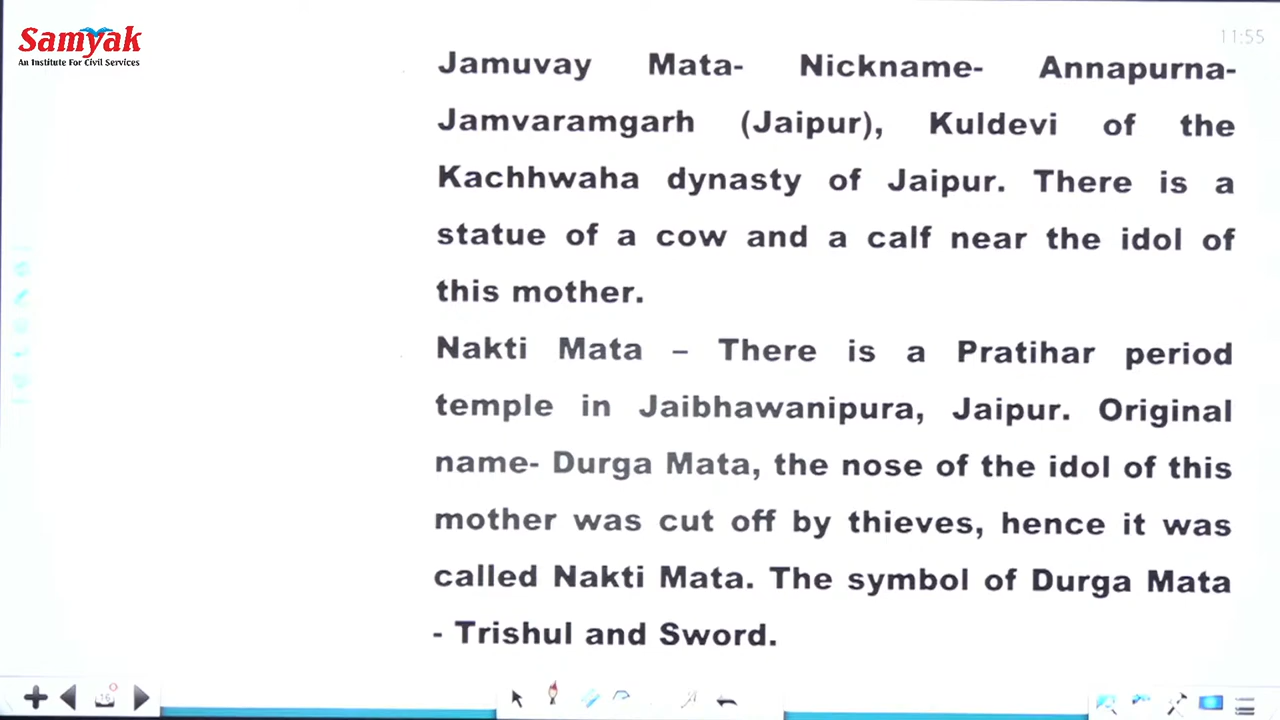 Samyak
An Institute For Civil Services
11:55
Jamuvay Mata- Nickname- Annapurna-
Jamvaramgarh (Jaipur), Kuldevi of the
Kachhwaha dynasty of Jaipur. There is a
statue of a cow and a calf near the idol of
this mother.
Nakti Mata – There is a Pratihar period
temple in Jaibhawanipura, Jaipur. Original
name- Durga Mata, the nose of the idol of this
mother was cut off by thieves, hence it was
called Nakti Mata. The symbol of Durga Mata
- Trishul and Sword.
16